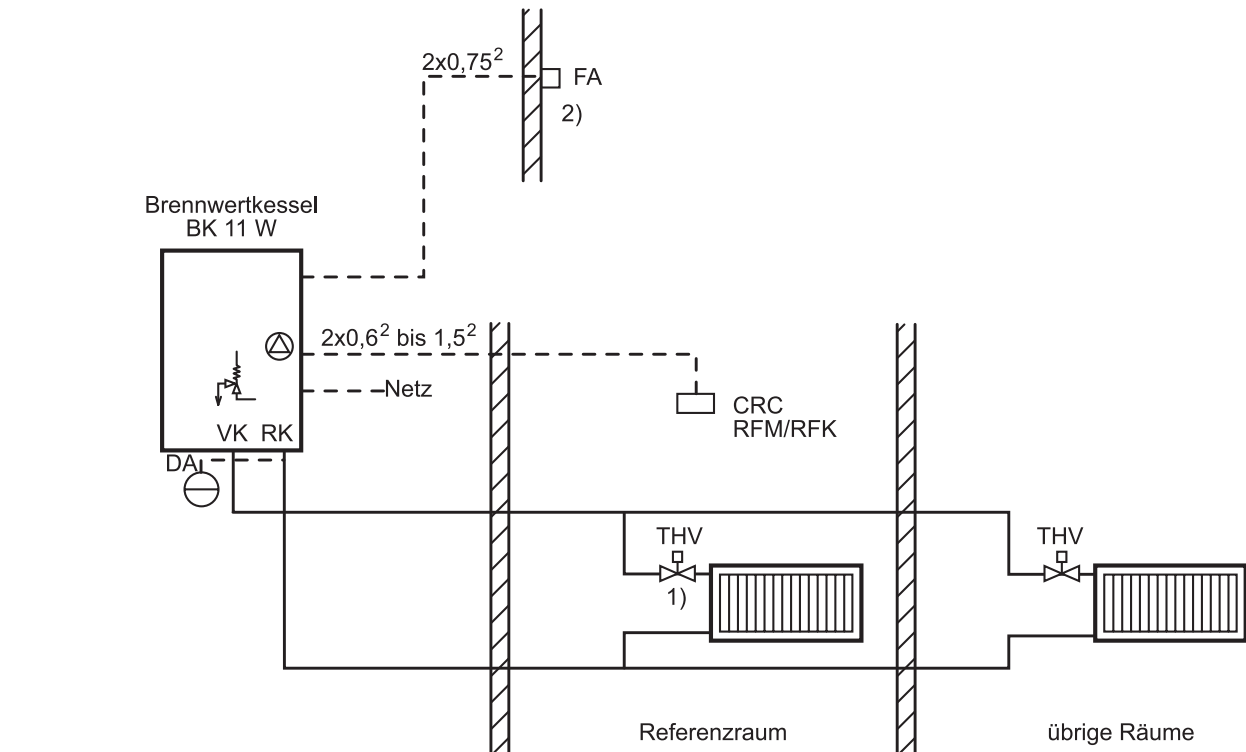 2x0,75²
FA
2)
Brennwertkessel
BK 11 W
2x0,6² bis 1,5²
Netz
CRC
RFM/RFK
VK RK
DA
THV
1)
THV
Referenzraum
übrige Räume